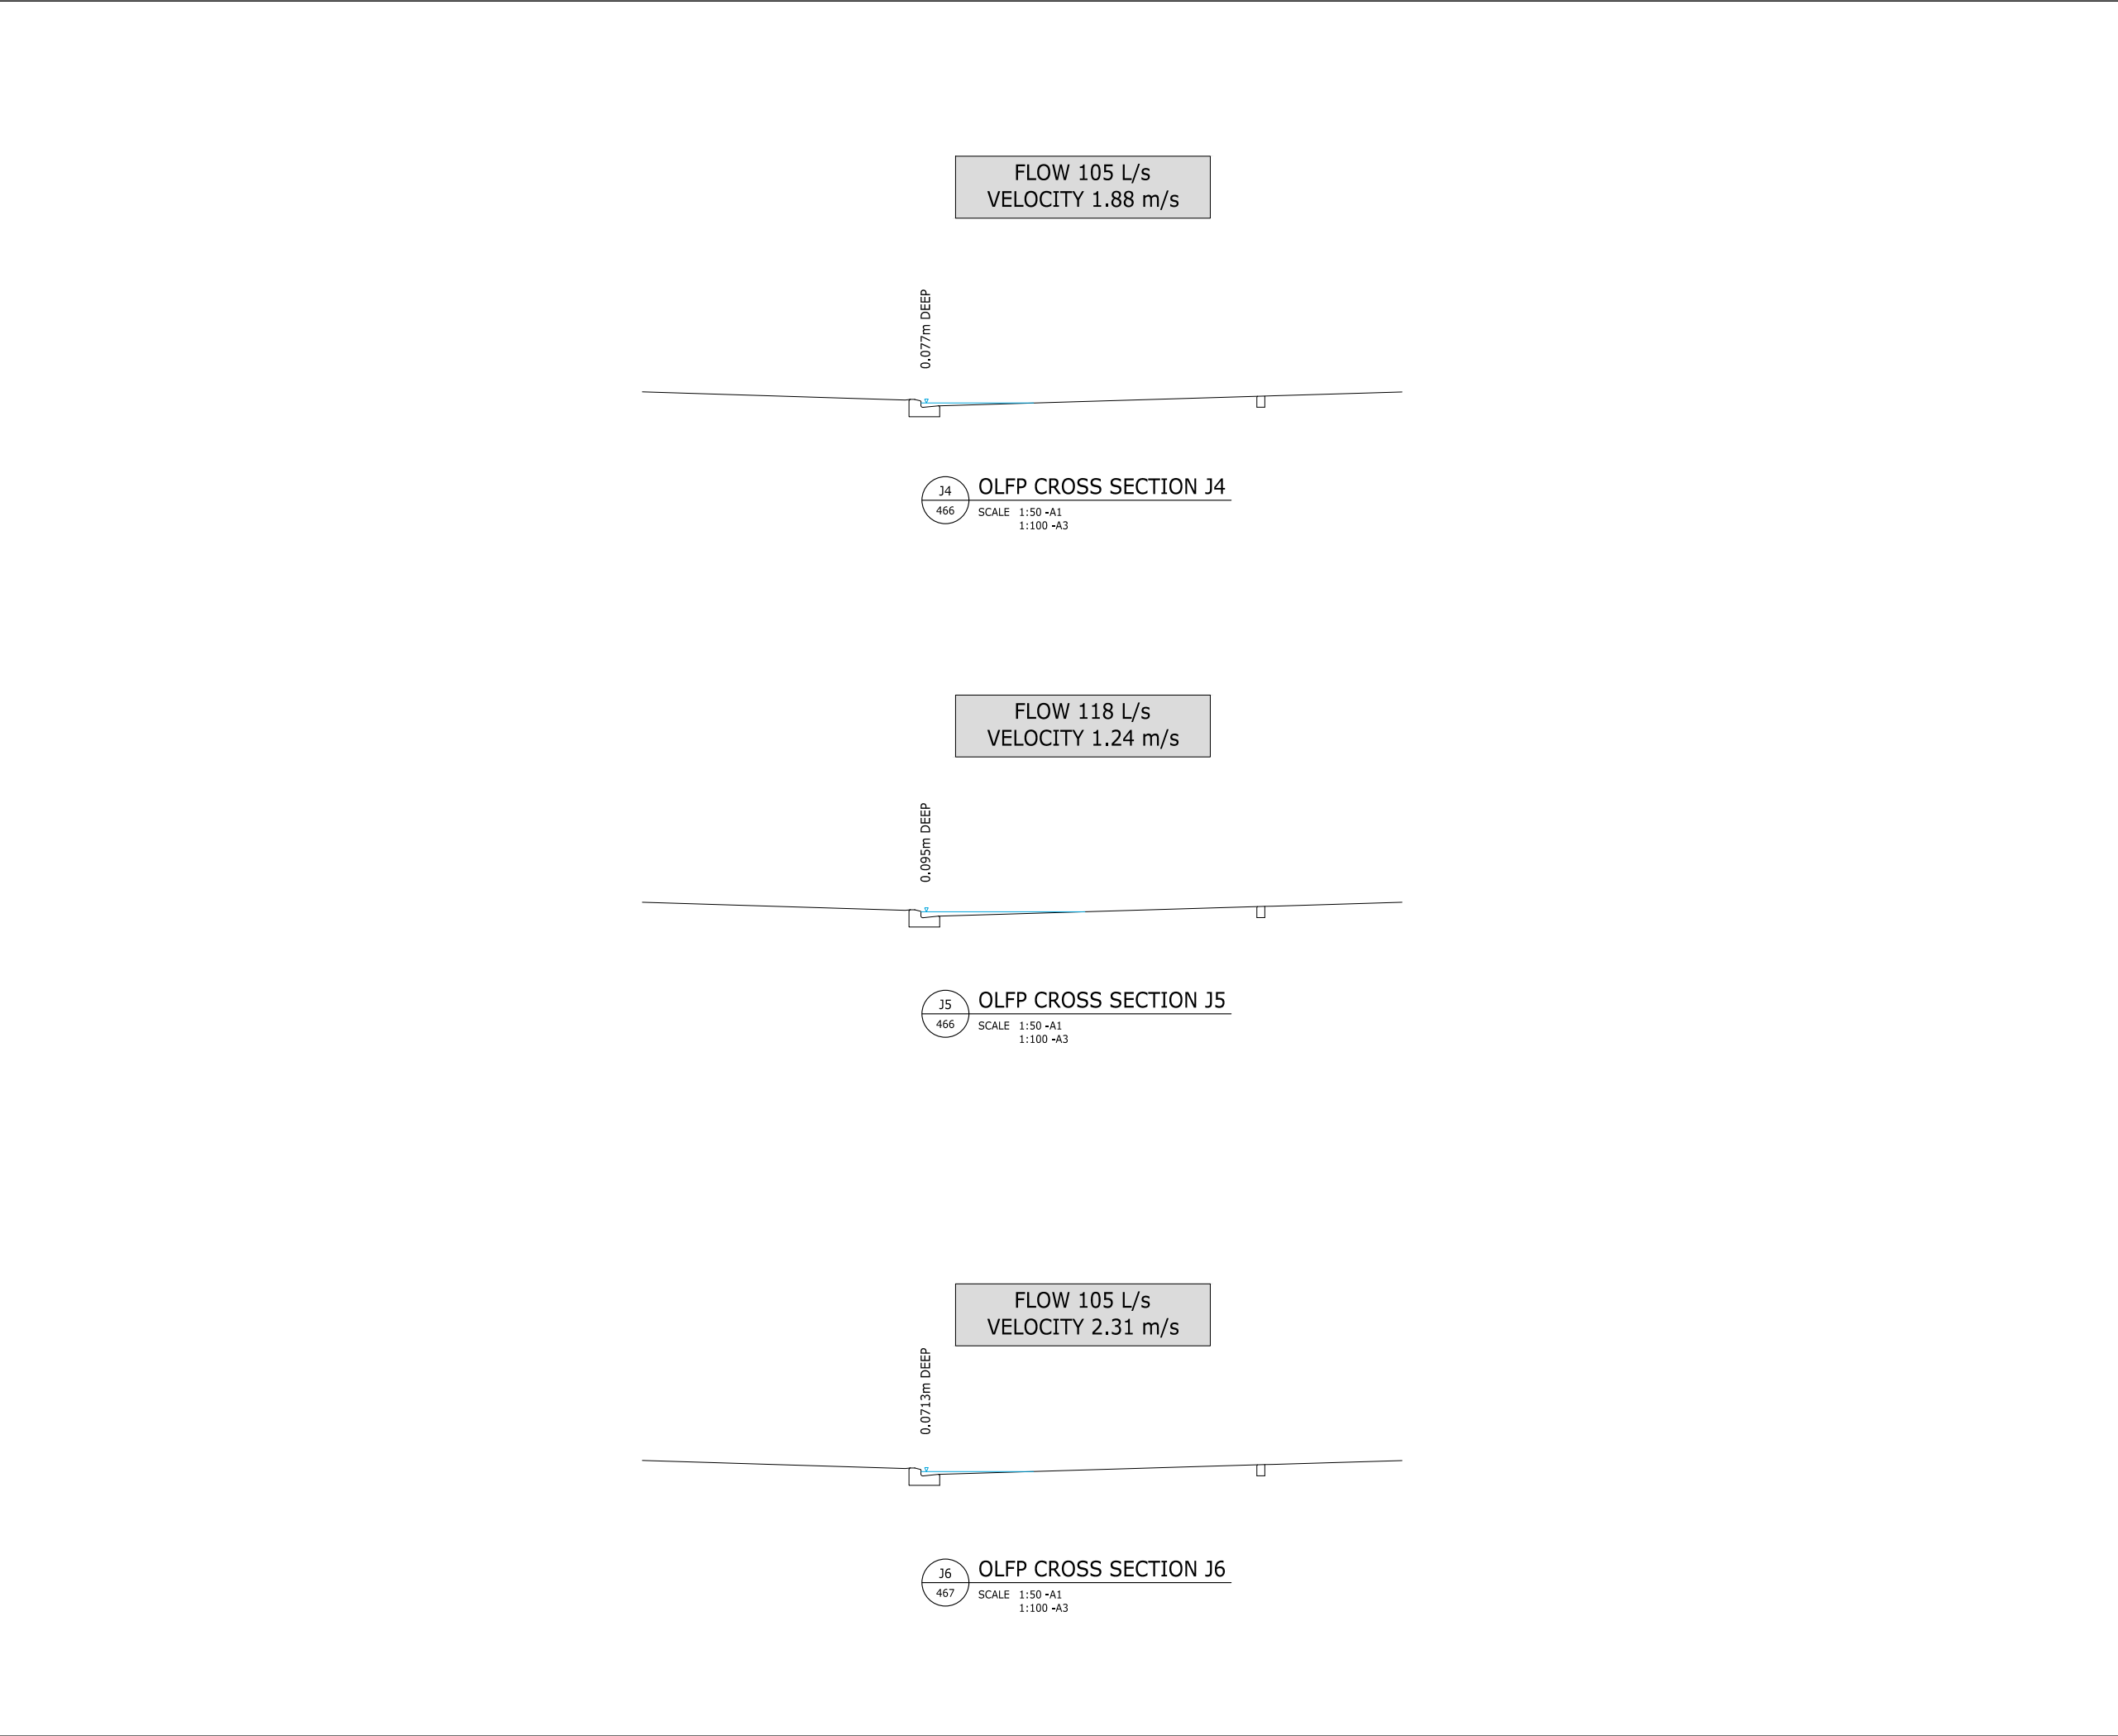 FLOW 105 L/s
VELOCITY 1.88 m/s
0.077m DEEP
J4
466
OLFP CROSS SECTION J4
SCALE 1:50 -A1
1:100 -A3
FLOW 118 L/s
VELOCITY 1.24 m/s
0.095m DEEP
J5
466
OLFP CROSS SECTION J5
SCALE 1:50 -A1
1:100 -A3
FLOW 105 L/s
VELOCITY 2.31 m/s
0.0713m DEEP
J6
467
OLFP CROSS SECTION J6
SCALE 1:50 -A1
1:100 -A3